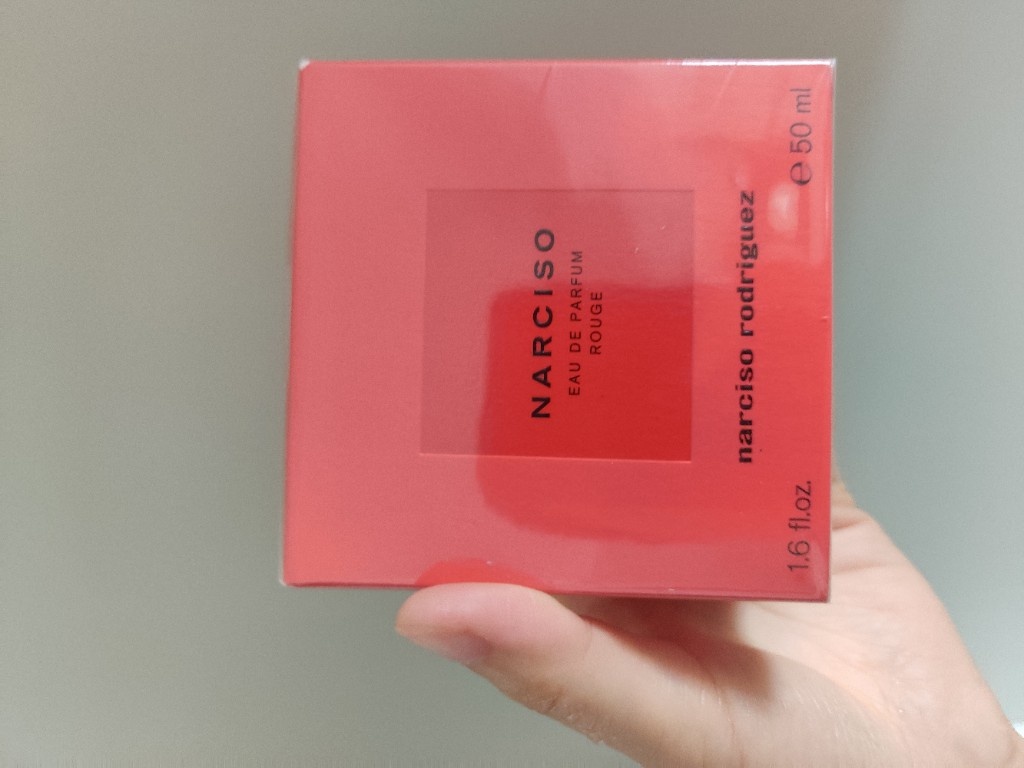 NARCISO
EAU DE PARFUM
ROUGE
narciso rodriguez
1.6 fl.oz. ℮ 50 ml